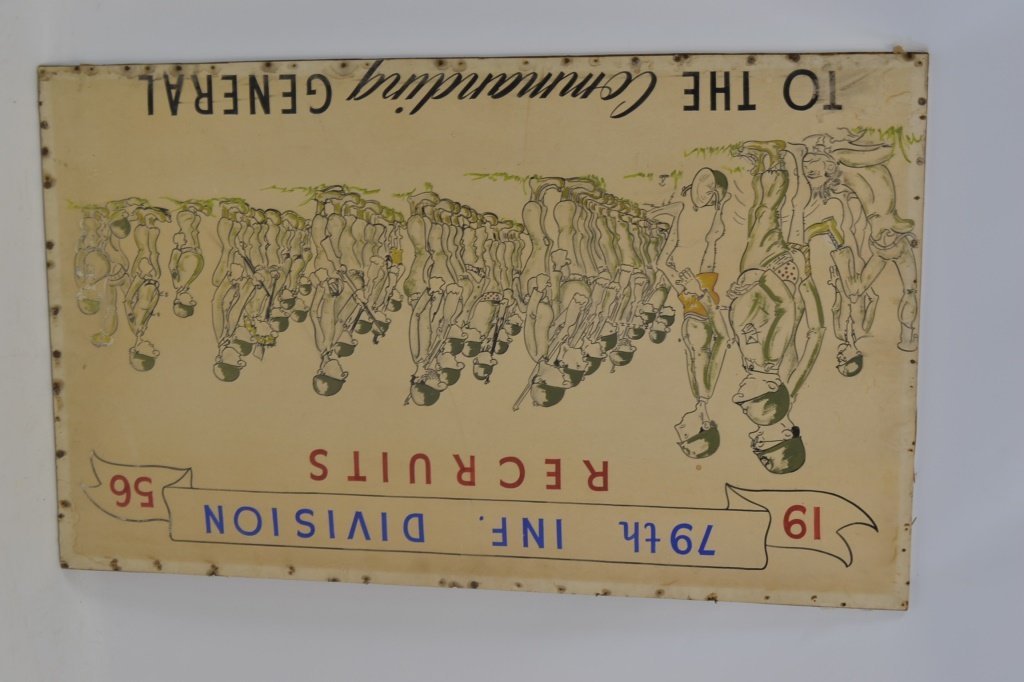 19 79th INF. DIVISION 56
RECRUITS
TO THE Commanding GENERAL